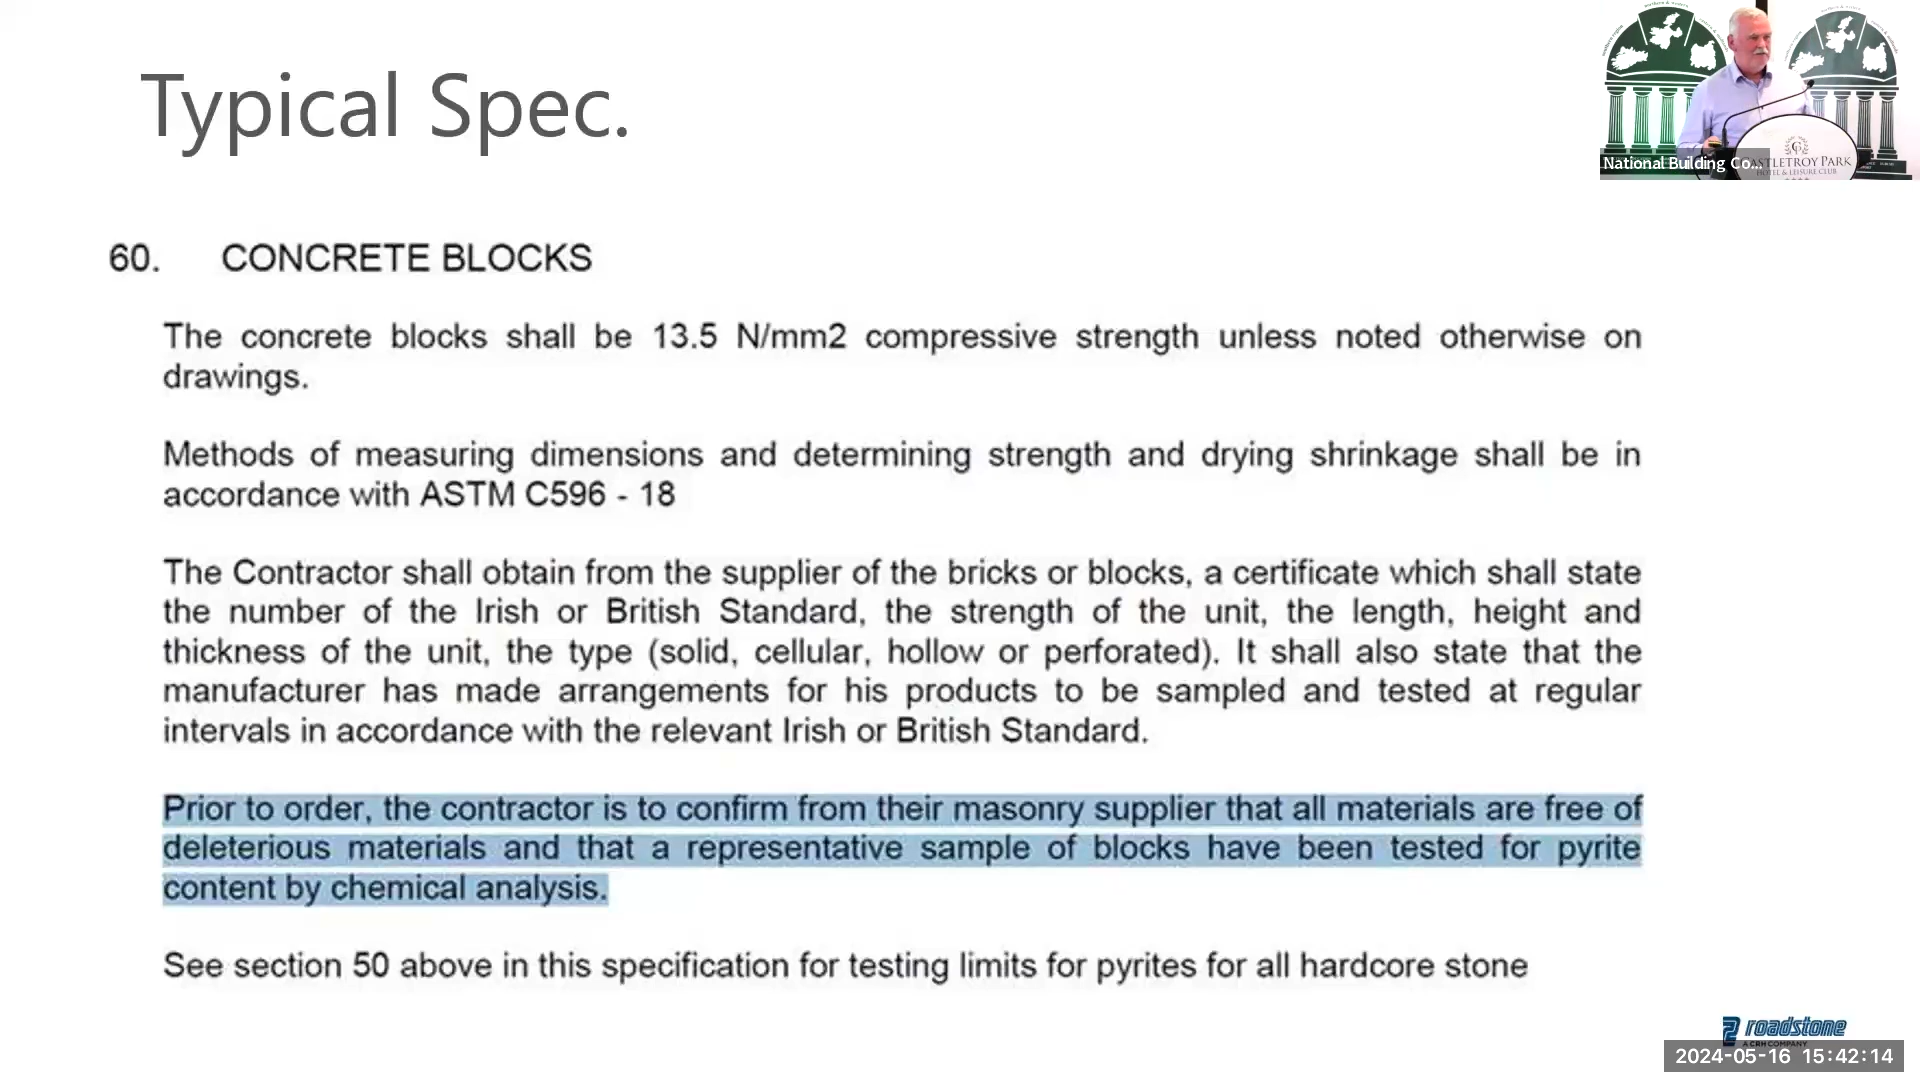 Typical Spec.
National Building Co...
CASTLETROY PARK
HOTEL & LEISURE CLUB
60. CONCRETE BLOCKS
The concrete blocks shall be 13.5 N/mm2 compressive strength unless noted otherwise on
drawings.
Methods of measuring dimensions and determining strength and drying shrinkage shall be in
accordance with ASTM C596 - 18
The Contractor shall obtain from the supplier of the bricks or blocks, a certificate which shall state
the number of the Irish or British Standard, the strength of the unit, the length, height and
thickness of the unit, the type (solid, cellular, hollow or perforated). It shall also state that the
manufacturer has made arrangements for his products to be sampled and tested at regular
intervals in accordance with the relevant Irish or British Standard.
Prior to order, the contractor is to confirm from their masonry supplier that all materials are free of
deleterious materials and that a representative sample of blocks have been tested for pyrite
content by chemical analysis.
See section 50 above in this specification for testing limits for pyrites for all hardcore stone
roadstone
A CRH COMPANY
2024-05-16 15:42:14